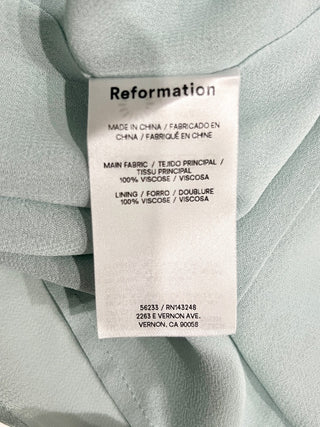 Reformation
MADE IN CHINA / FABRICADO EN
CHINA / FABRIQUÉ EN CHINE
MAIN FABRIC / TEJIDO PRINCIPAL /
TISSU PRINCIPAL
100% VISCOSE / VISCOSA
LINING / FORRO / DOUBLURE
100% VISCOSE / VISCOSA
56233 / RN143248
2263 E VERNON AVE.
VERNON, CA 90058